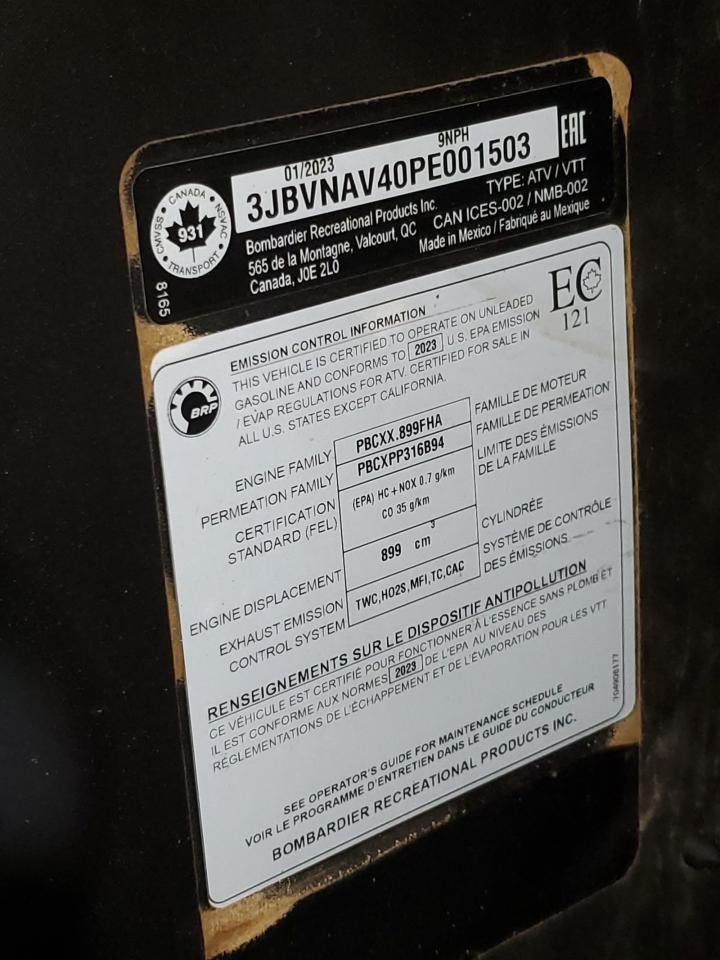 CANADA
CMVSS
NSVAC
931
TRANSPORT
8165
01/2023
9NPH
EAC
3JBVNAV40PE001503
Bombardier Recreational Products Inc.
565 de la Montagne, Valcourt, QC
Canada, J0E 2L0
TYPE: ATV / VTT
CAN ICES-002 / NMB-002
Made in Mexico / Fabriqué au Mexique
BRP
EC
121
EMISSION CONTROL INFORMATION
THIS VEHICLE IS CERTIFIED TO OPERATE ON UNLEADED
GASOLINE AND CONFORMS TO 2023 U.S. EPA EMISSION
/ EVAP REGULATIONS FOR ATV. CERTIFIED FOR SALE IN
ALL U.S. STATES EXCEPT CALIFORNIA.
ENGINE FAMILY PBCXX.899FHA FAMILLE DE MOTEUR
PERMEATION FAMILY PBCXPP316B94 FAMILLE DE PERMEATION
CERTIFICATION (EPA) HC+NOX 0.7 g/km LIMITE DES ÉMISSIONS
STANDARD (FEL) CO 35 g/km DE LA FAMILLE
ENGINE DISPLACEMENT 899 cm³ CYLINDRÉE
EXHAUST EMISSION TWC,HO2S,MFI,TC,CAC SYSTÈME DE CONTRÔLE
CONTROL SYSTEM DES ÉMISSIONS
RENSEIGNEMENTS SUR LE DISPOSITIF ANTIPOLLUTION
CE VÉHICULE EST CERTIFIÉ POUR FONCTIONNER À L'ESSENCE SANS PLOMB ET
IL EST CONFORME AUX NORMES 2023 DE L'EPA AU NIVEAU DES
RÉGLEMENTATIONS DE L'ÉCHAPPEMENT ET DE L'ÉVAPORATION POUR LES VTT
SEE OPERATOR'S GUIDE FOR MAINTENANCE SCHEDULE
VOIR LE PROGRAMME D'ENTRETIEN DANS LE GUIDE DU CONDUCTEUR
BOMBARDIER RECREATIONAL PRODUCTS INC.